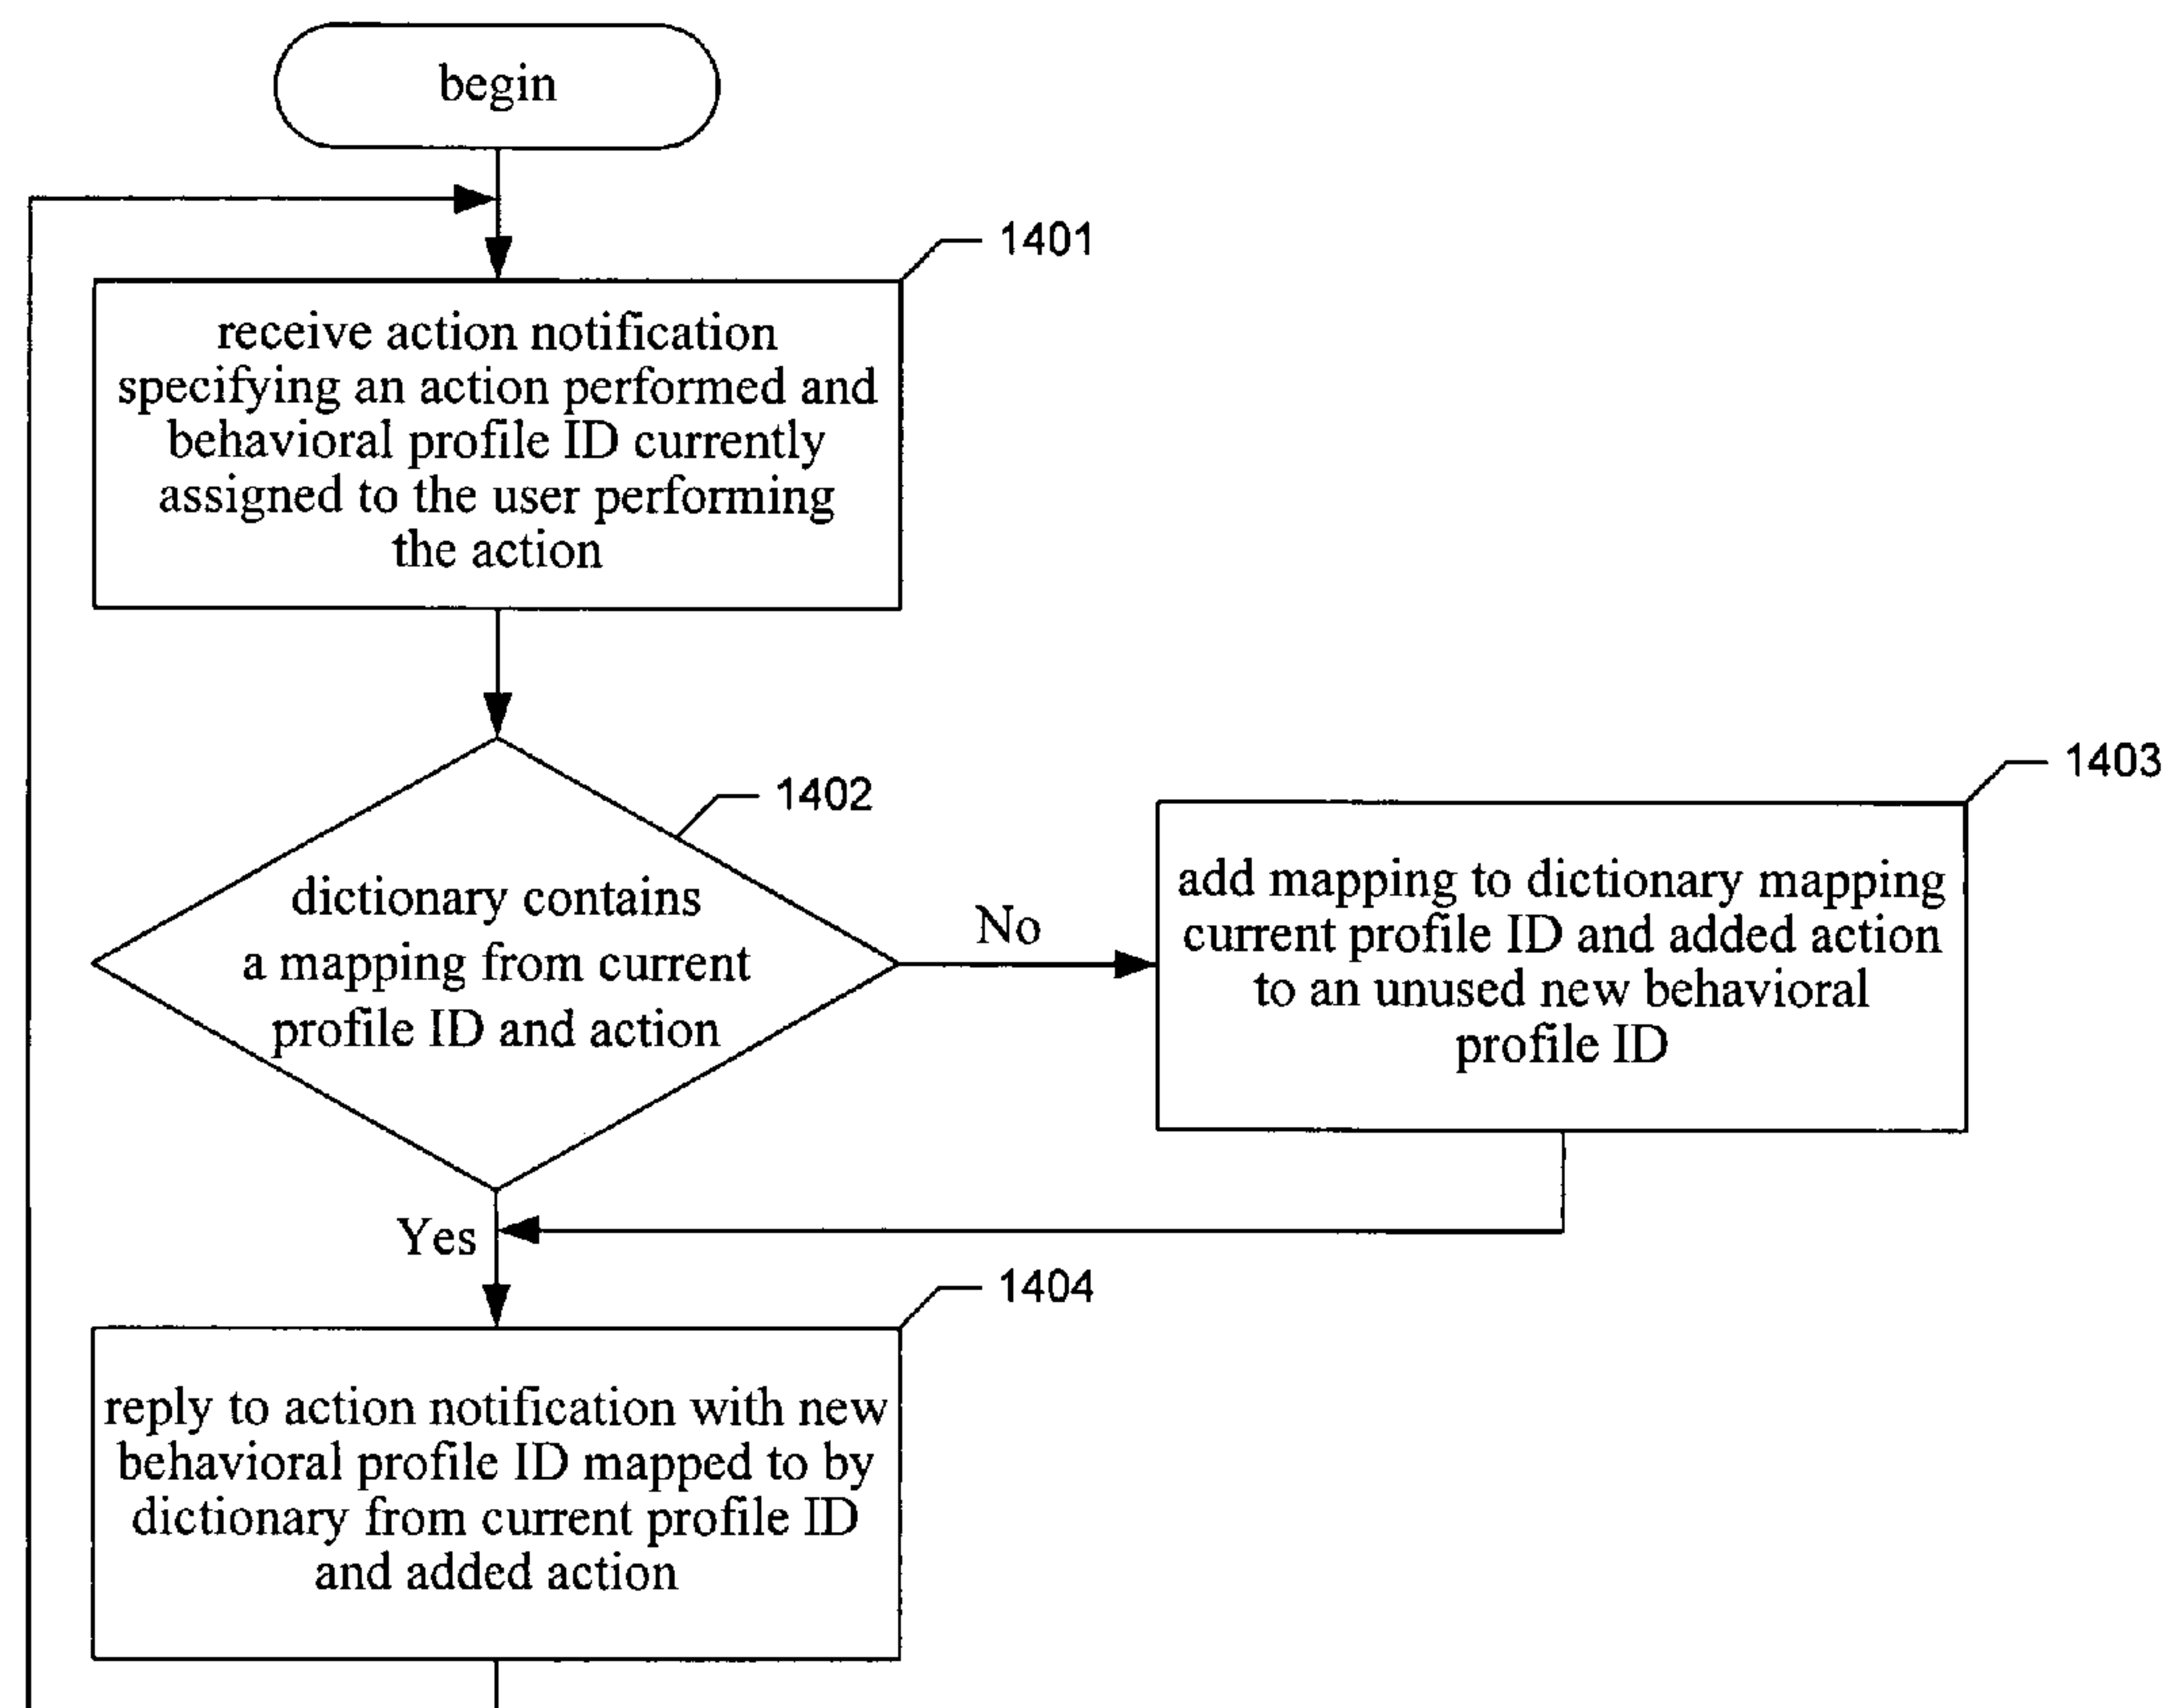 begin
1401
receive action notification
specifying an action performed and
behavioral profile ID currently
assigned to the user performing
the action
1402
dictionary contains
a mapping from current
profile ID and action
No
1403
add mapping to dictionary mapping
current profile ID and added action
to an unused new behavioral
profile ID
Yes
1404
reply to action notification with new
behavioral profile ID mapped to by
dictionary from current profile ID
and added action